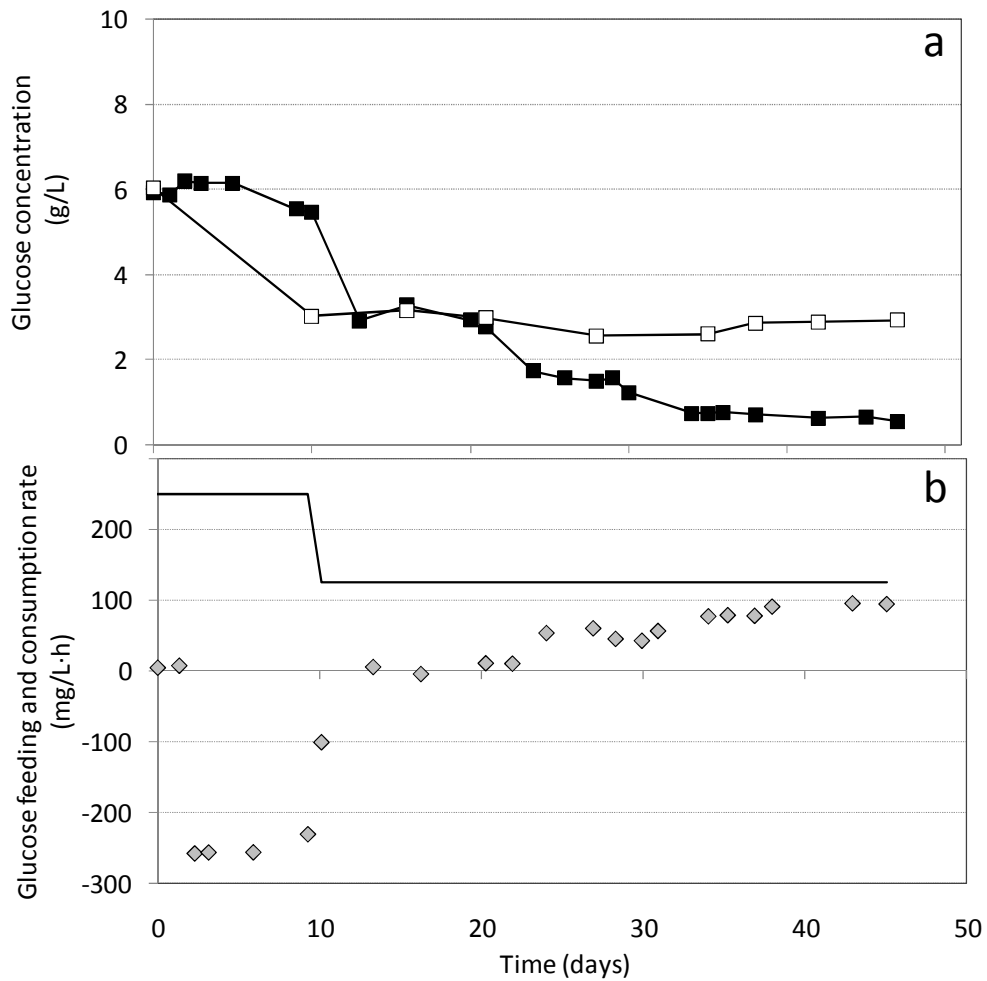 10
a
8
6
4
2
0
Glucose concentration
(g/L)
b
200
100
0
-100
-200
-300
Glucose feeding and consumption rate
(mg/L·h)
0 10 20 30 40 50
Time (days)